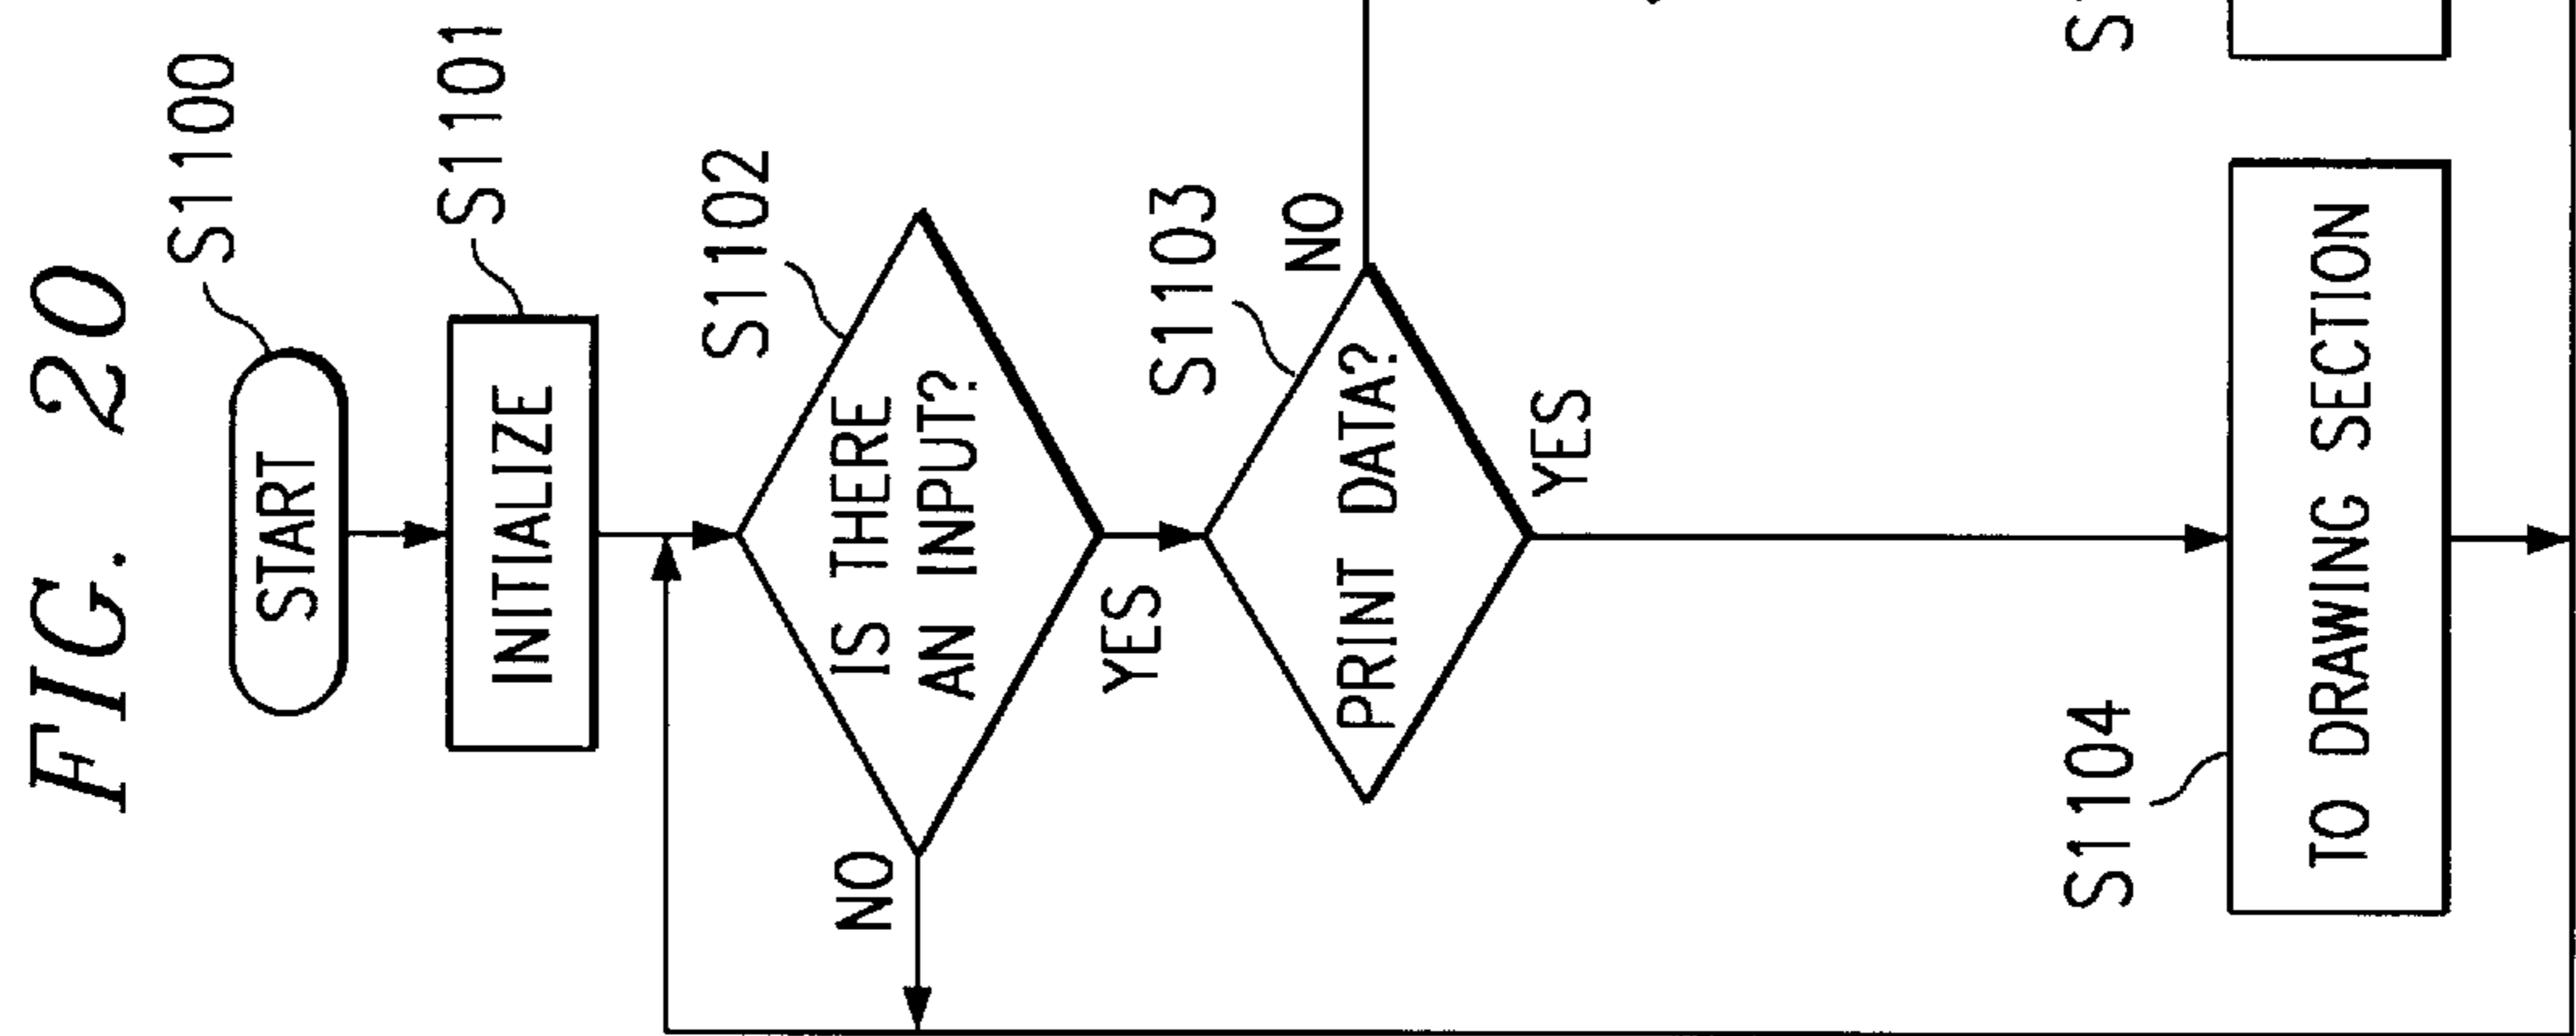 FIG. 20
S1100
START
S1101
INITIALIZE
S1102
IS THERE
AN INPUT?
NO
YES
S1103
PRINT DATA?
NO
YES
S1104
TO DRAWING SECTION
S